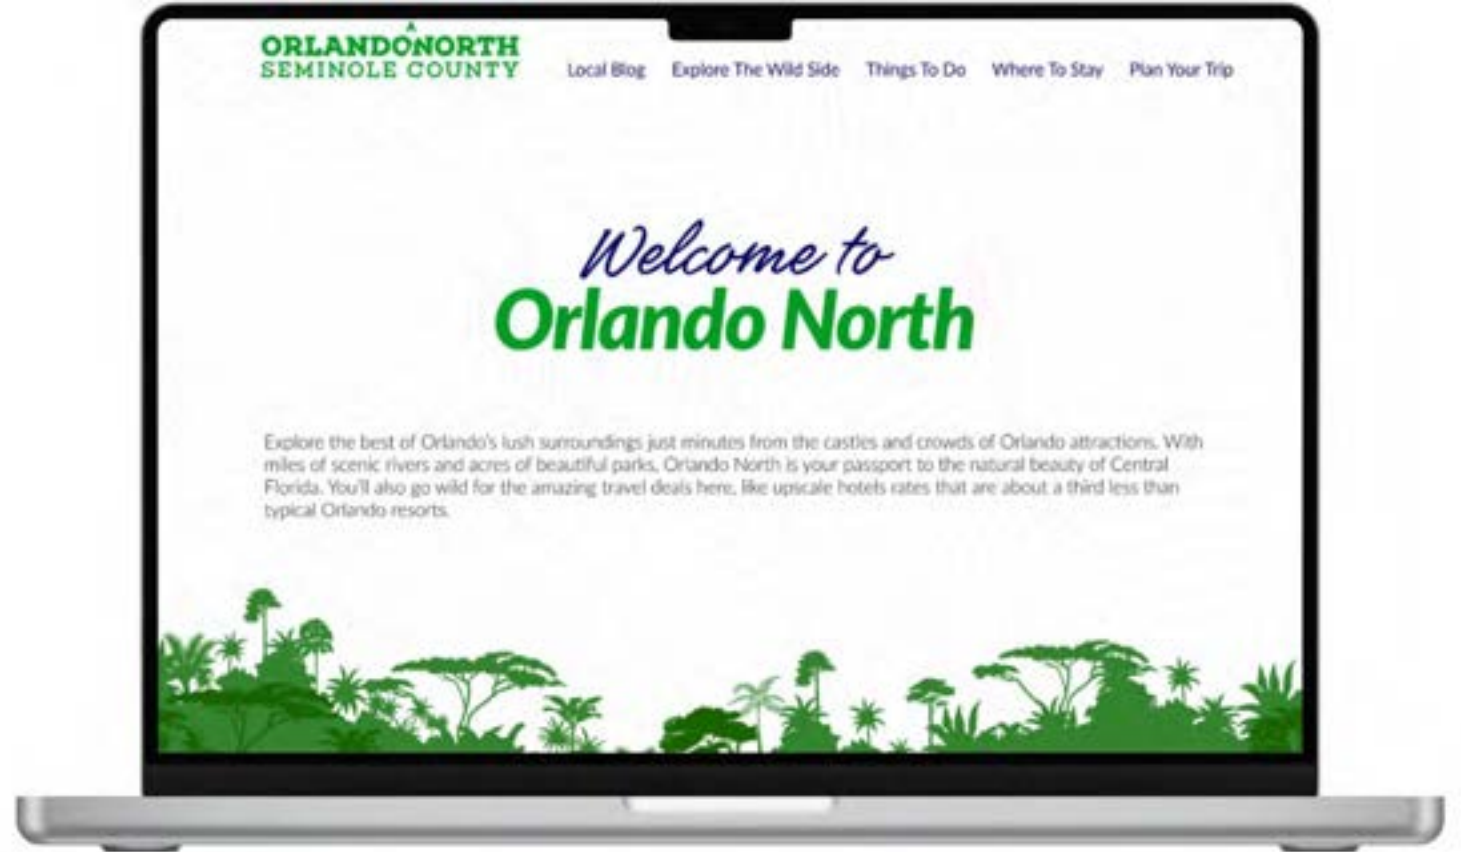 ORLANDO NORTH
SEMINOLE COUNTY
Local Blog Explore The Wild Side Things To Do Where To Stay Plan Your Trip
Welcome to
Orlando North
Explore the best of Orlando's lush surroundings just minutes from the castles and crowds of Orlando attractions. With
miles of scenic rivers and acres of beautiful parks, Orlando North is your passport to the natural beauty of Central
Florida. You'll also go wild for the amazing travel deals here, like upscale hotels rates that are about a third less than
typical Orlando resorts.